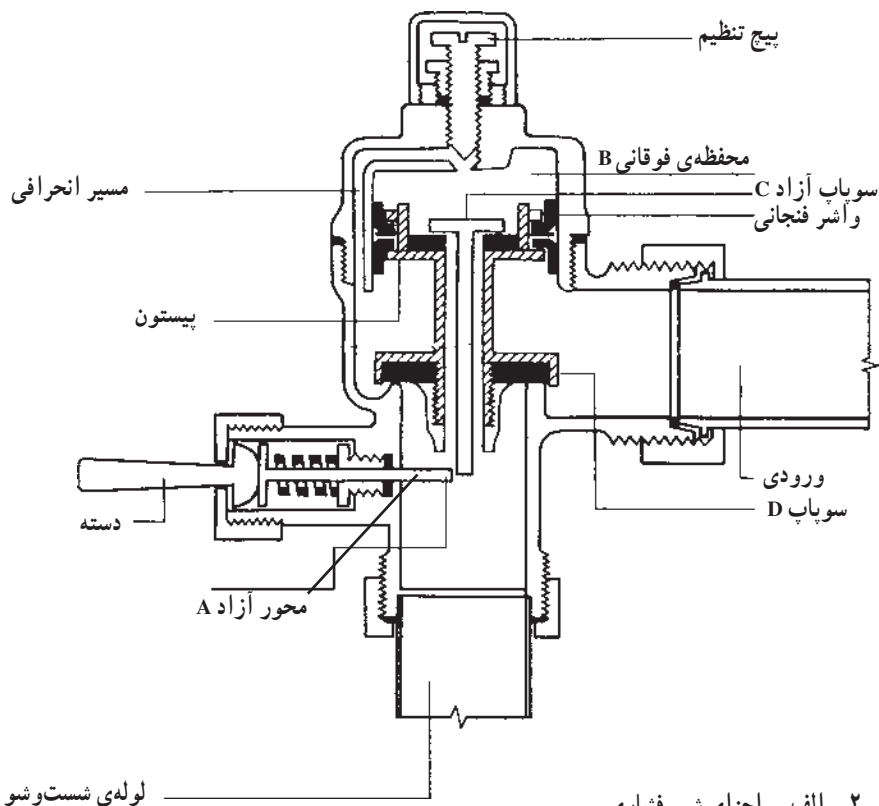 پیچ تنظیم
محفظه‌ی فوقانی B
سوپاپ آزاد C
واشر فنجانی
مسیر انحرافی
پیستون
ورودی
سوپاپ D
دسته
محور آزاد A
لوله‌ی شست‌وشو